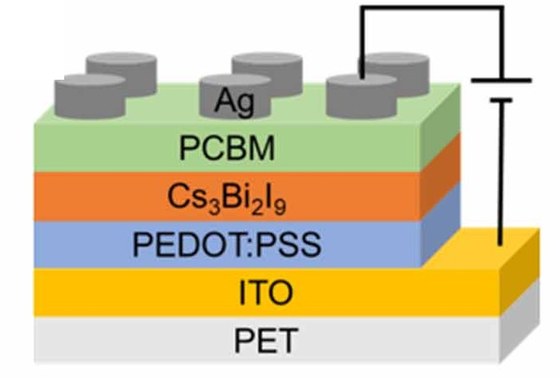 Ag
PCBM
Cs₃Bi₂I₉
PEDOT:PSS
ITO
PET